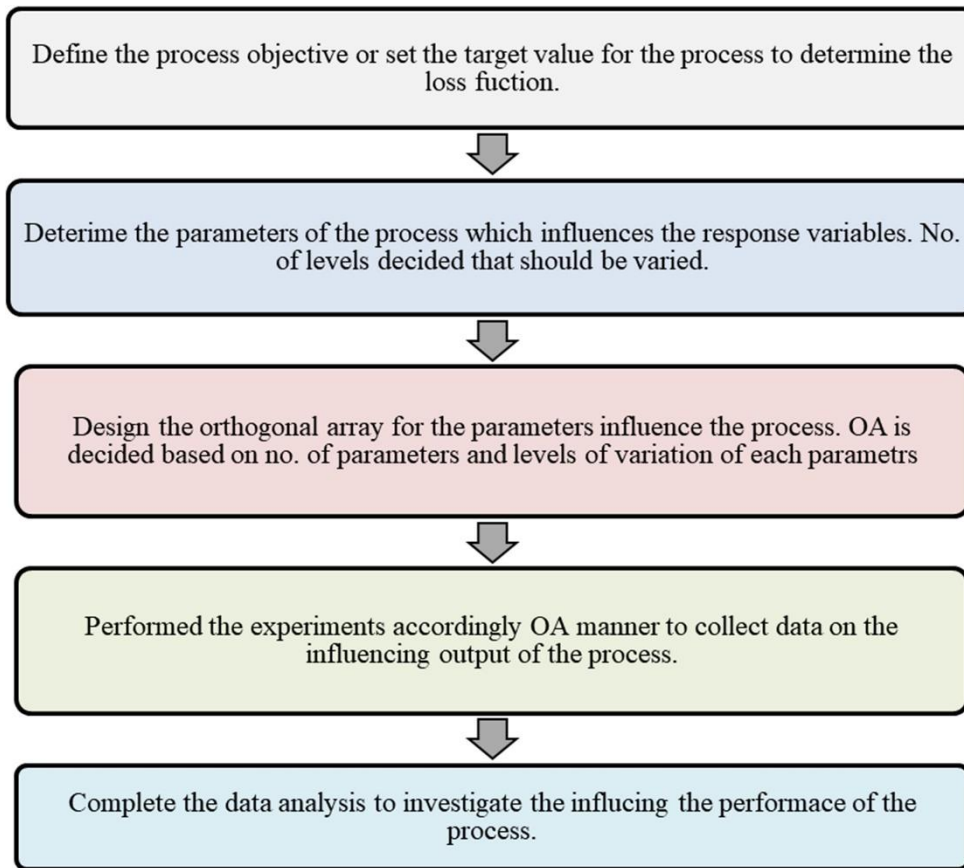 Define the process objective or set the target value for the process to determine the
loss fuction.
Deterime the parameters of the process which influences the response variables. No.
of levels decided that should be varied.
Design the orthogonal array for the parameters influence the process. OA is
decided based on no. of parameters and levels of variation of each parametrs
Performed the experiments accordingly OA manner to collect data on the
influencing output of the process.
Complete the data analysis to investigate the influcing the performace of the
process.